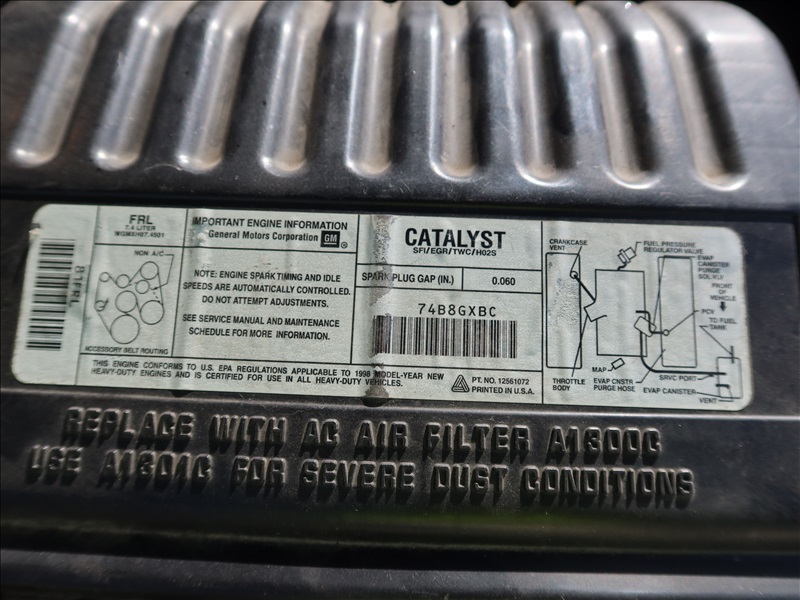 FRL
7.4 LITER
WGMXH07.4501
NON A/C
81FRL
ACCESSORY BELT ROUTING
IMPORTANT ENGINE INFORMATION
General Motors Corporation GM ®
NOTE: ENGINE SPARK TIMING AND IDLE
SPEEDS ARE AUTOMATICALLY CONTROLLED.
DO NOT ATTEMPT ADJUSTMENTS.
SEE SERVICE MANUAL AND MAINTENANCE
SCHEDULE FOR MORE INFORMATION.
THIS ENGINE CONFORMS TO U.S. EPA REGULATIONS APPLICABLE TO 1998 MODEL-YEAR NEW
HEAVY-DUTY ENGINES AND IS CERTIFIED FOR USE IN ALL HEAVY-DUTY VEHICLES.
CATALYST
SFI/EGR/TWC/HO2S
SPARK PLUG GAP (IN.) 0.060
74B8GXBC
PT. NO. 12561072
PRINTED IN U.S.A.
CRANKCASE
VENT
FUEL PRESSURE
REGULATOR VALVE
EVAP
CANISTER
PURGE
SOL VLV
FRONT
OF
VEHICLE
PCV
TO FUEL
TANK
MAP
THROTTLE
BODY
EVAP CNSTR
PURGE HOSE
SRVC PORT
EVAP CANISTER
VENT
REPLACE WITH AC AIR FILTER A1300C
USE A1301C FOR SEVERE DUST CONDITIONS